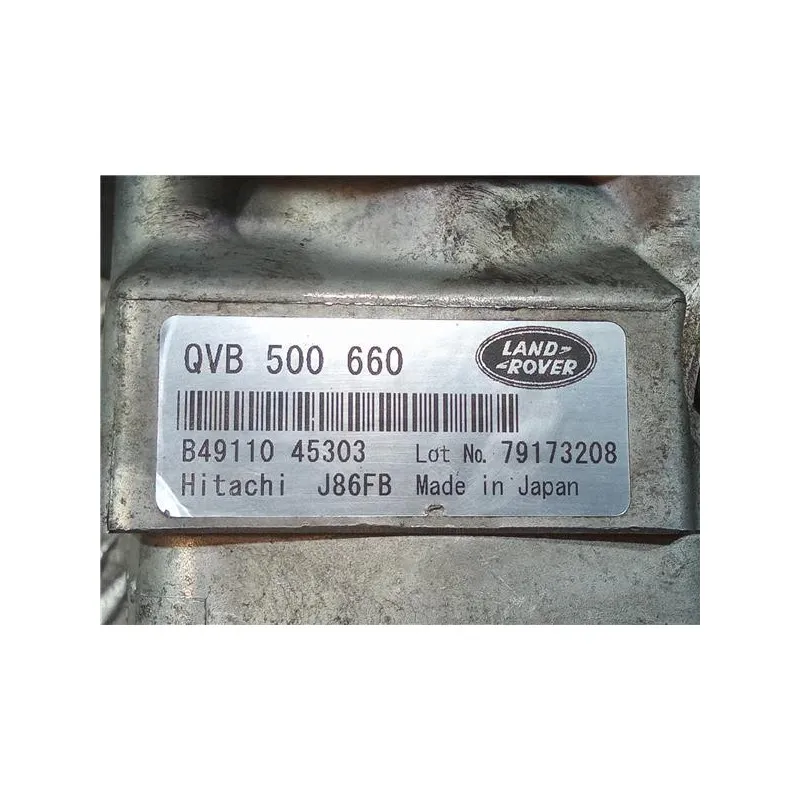 QVB 500 660
LAND
ROVER
B49110 45303 Lot No. 79173208
Hitachi J86FB Made in Japan